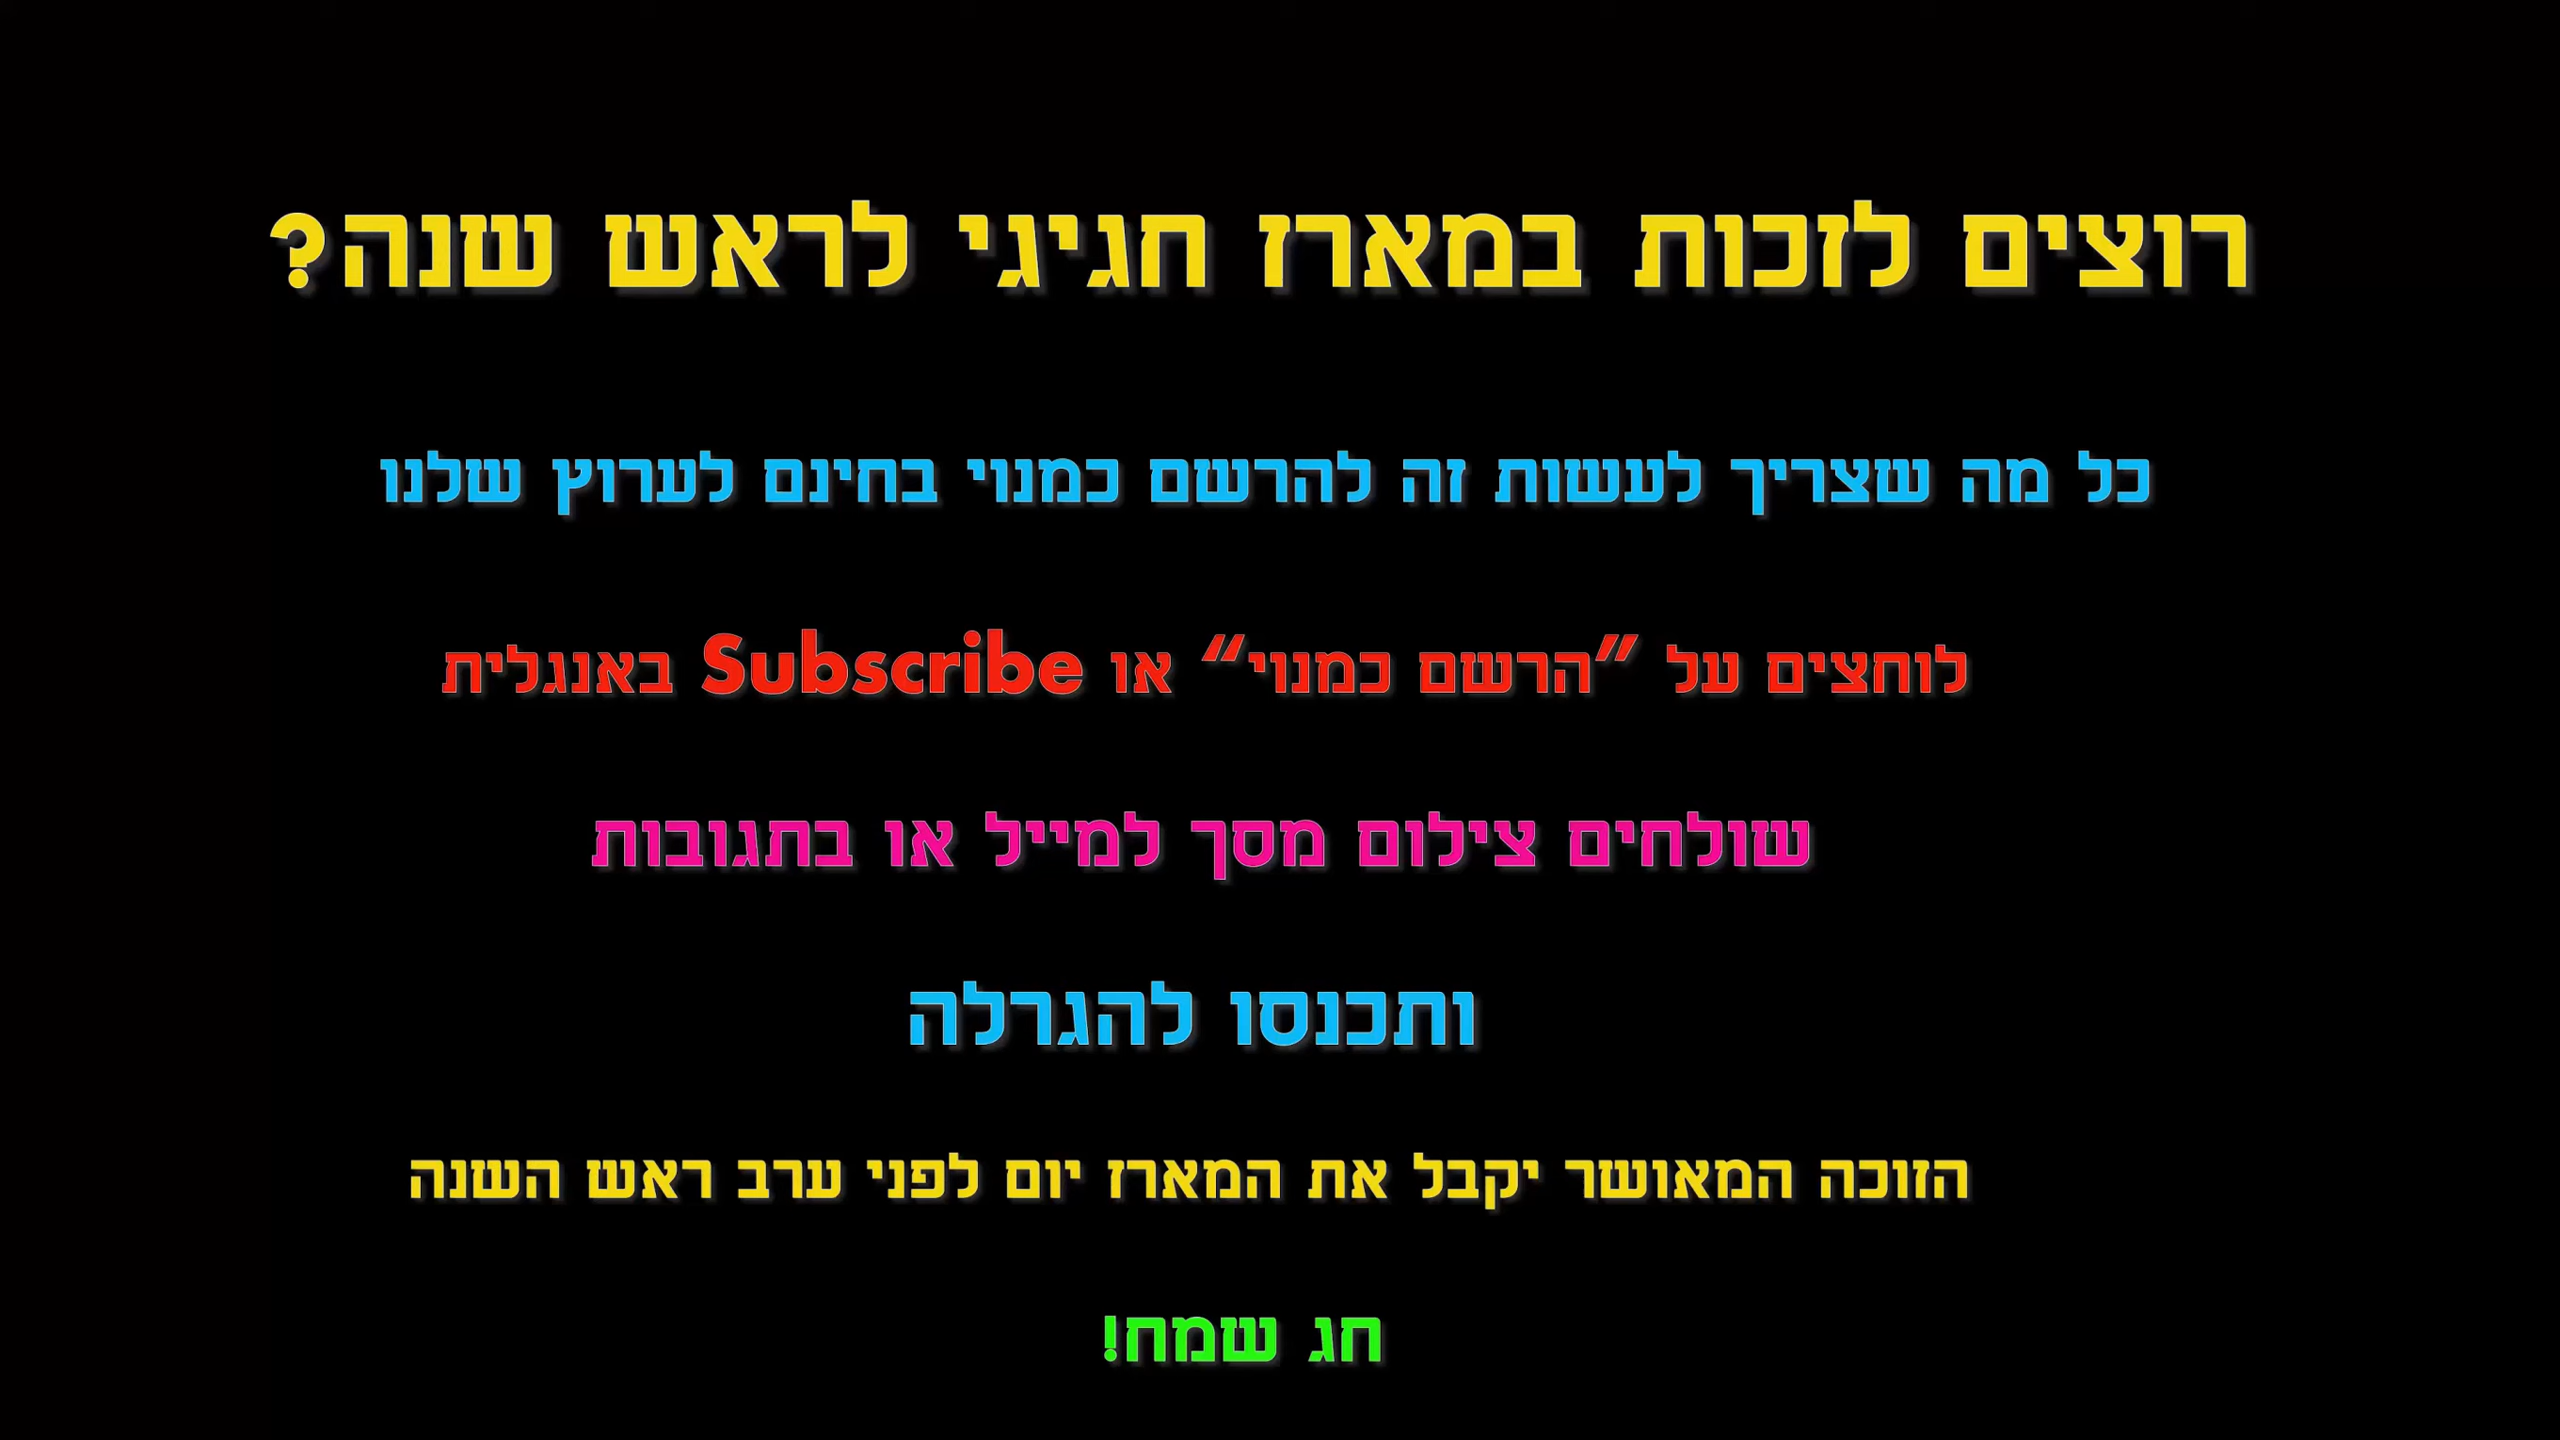 רוצים לזכות במארז חגיגי לראש שנה?
כל מה שצריך לעשות זה להרשם כמנוי בחינם לערוץ שלנו
לוחצים על ”הרשם כמנוי“ או Subscribe באנגלית
שולחים צילום מסך למייל או בתגובות
ותכנסו להגרלה
הזוכה המאושר יקבל את המארז יום לפני ערב ראש השנה
חג שמח!